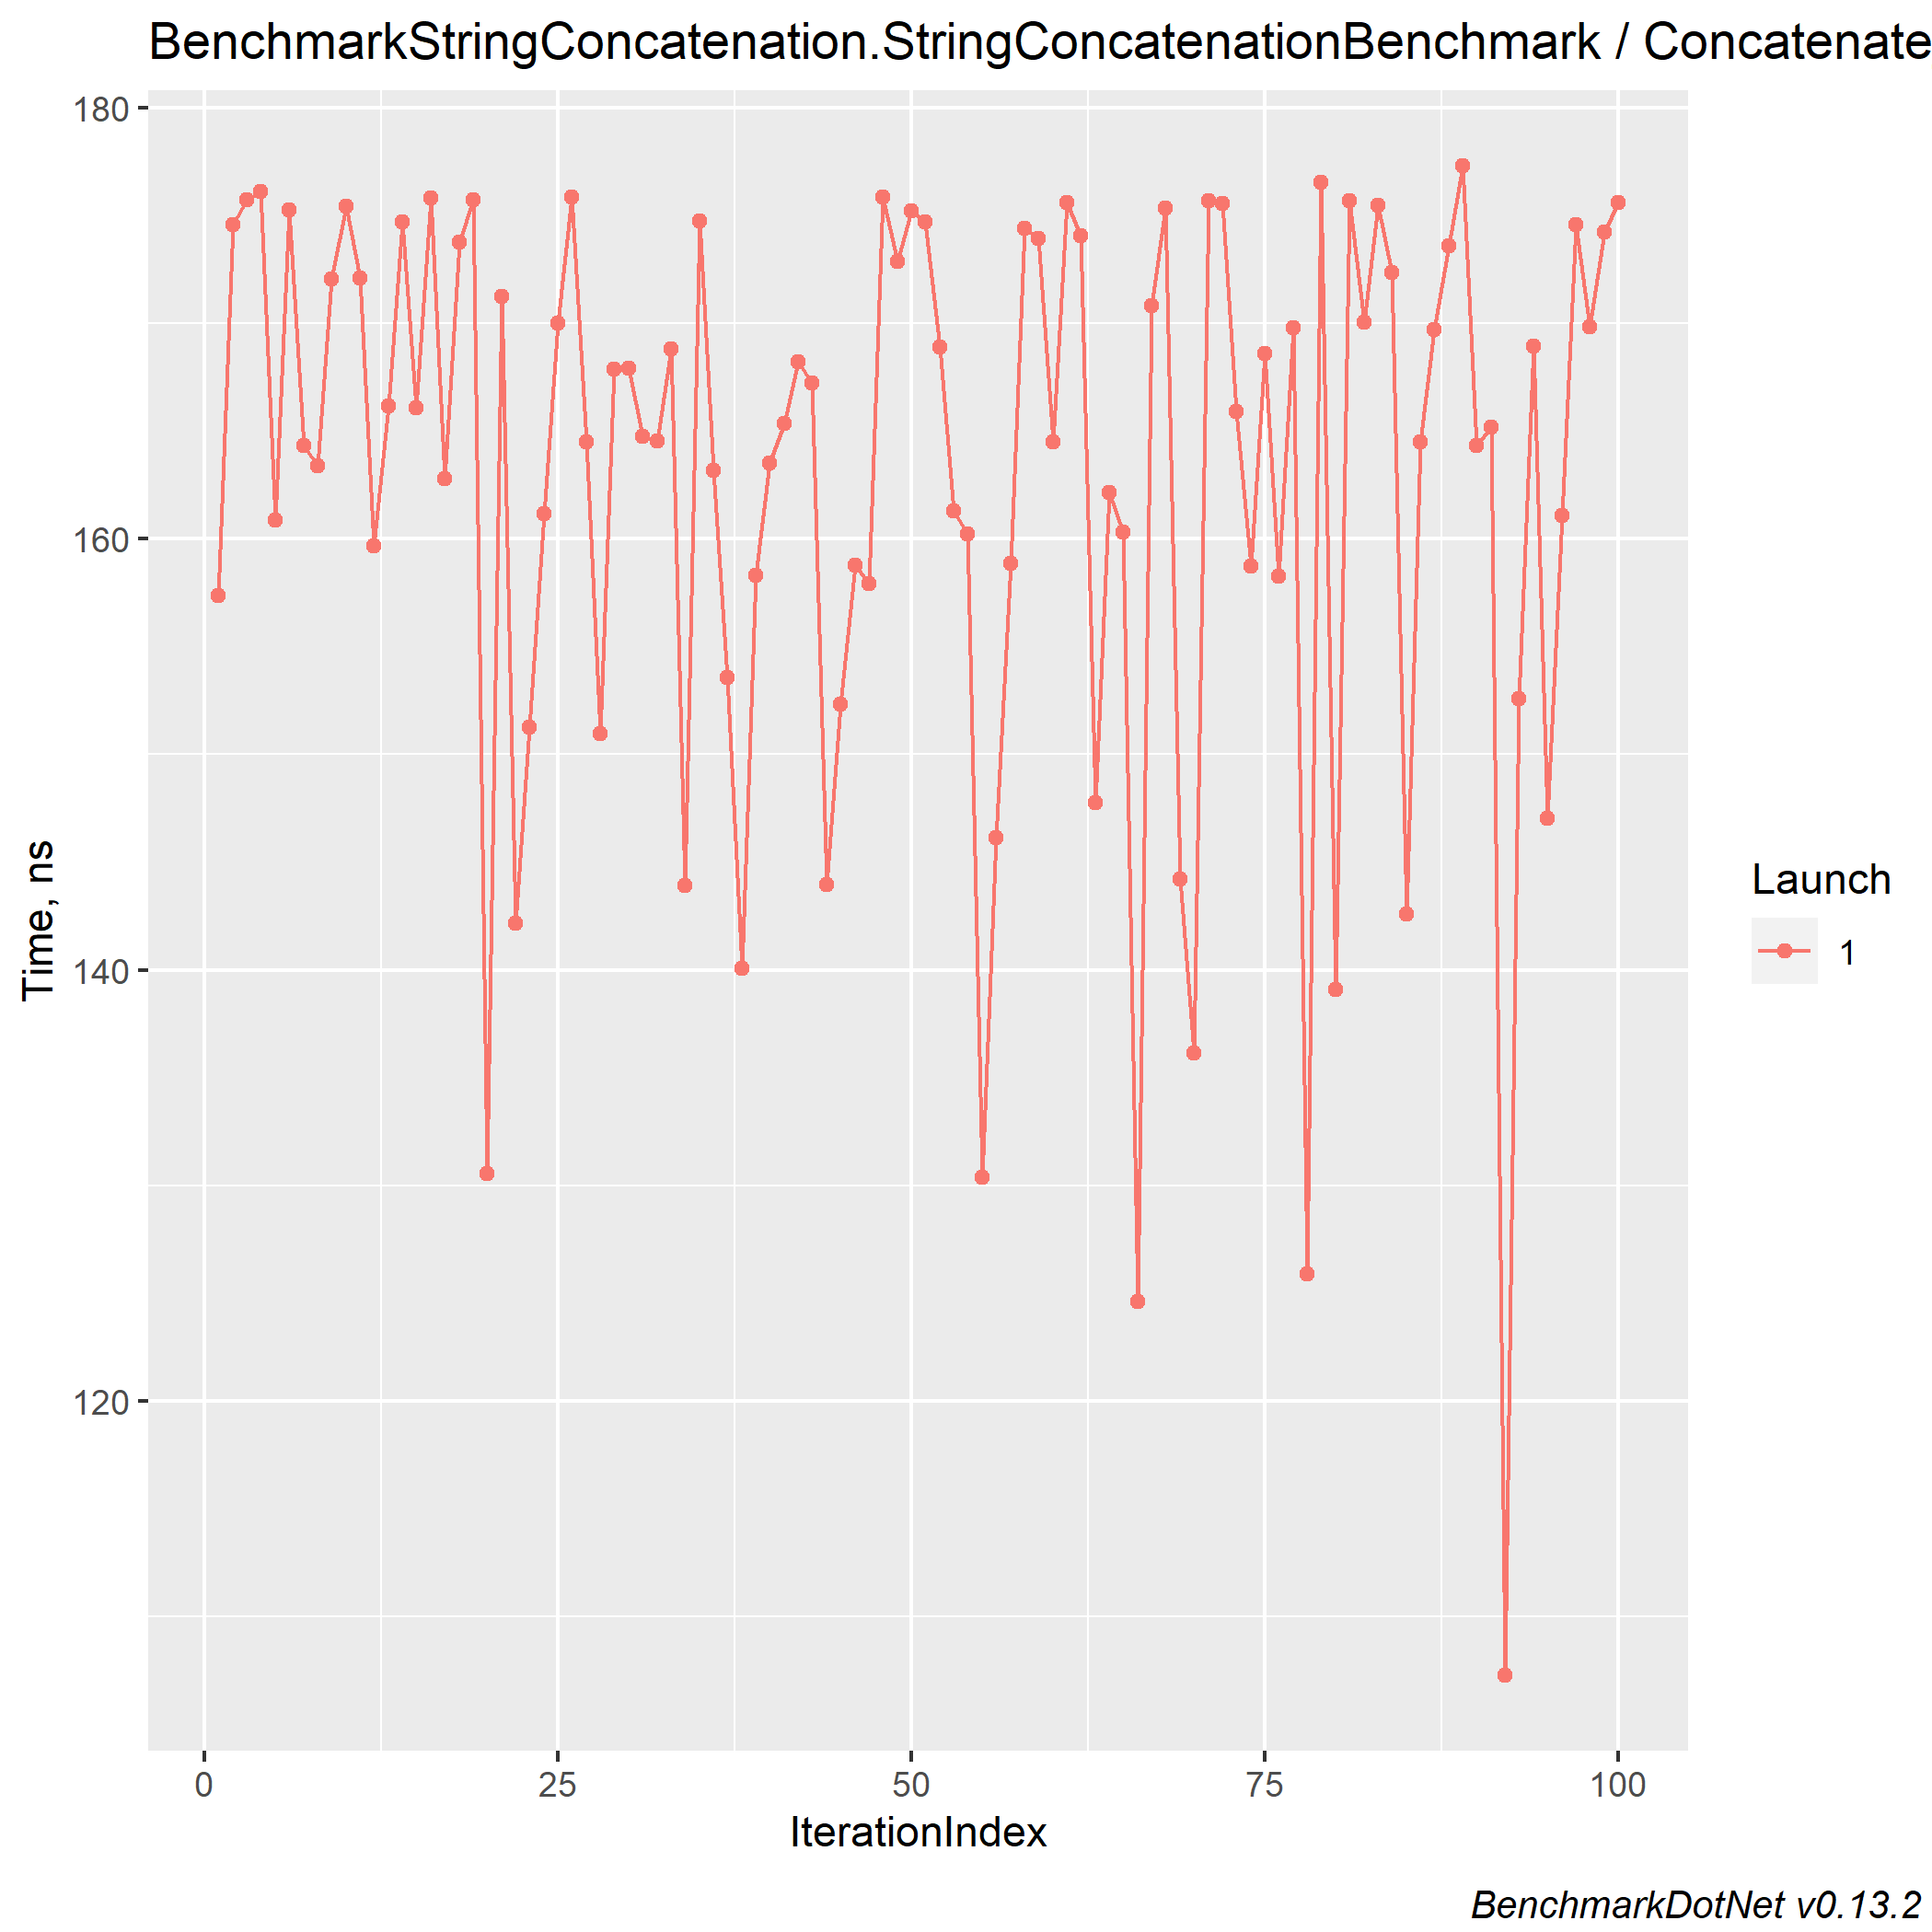 BenchmarkStringConcatenation.StringConcatenationBenchmark / Concatenate
180
160
140
120
Time, ns
0 25 50 75 100
IterationIndex
Launch
1
BenchmarkDotNet v0.13.2